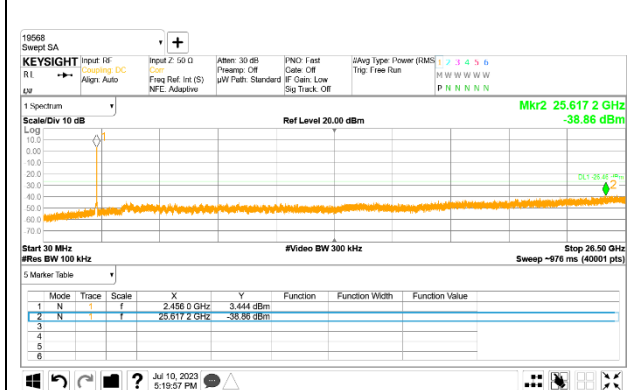 19568
Swept SA
KEYSIGHT Input: RF Input Z: 50 Ω Atten: 30 dB PNO: Fast #Avg Type: Power (RMS 1 2 3 4 5 6
RL Coupling: DC Corr Preamp: Off Gate: Off Trig: Free Run M W W W W W
Align: Auto Freq Ref: Int (S) µW Path: Standard IF Gain: Low P N N N N N
NFE: Adaptive Sig Track: Off
1 Spectrum Mkr2 25.617 2 GHz
Scale/Div 10 dB Ref Level 20.00 dBm -38.86 dBm
Log
10.0 1
0.00
10.0
20.0
30.0 2
40.0
50.0
60.0
70.0
Start 30 MHz #Video BW 300 kHz Stop 26.50 GHz
#Res BW 100 kHz Sweep ~976 ms (40001 pts)
5 Marker Table
Mode Trace Scale X Y Function Function Width Function Value
1 N 1 f 2.456 0 GHz 3.444 dBm
2 N 1 f 25.617 2 GHz -38.86 dBm
3
4
5
6
? Jul 10, 2023
5:19:57 PM